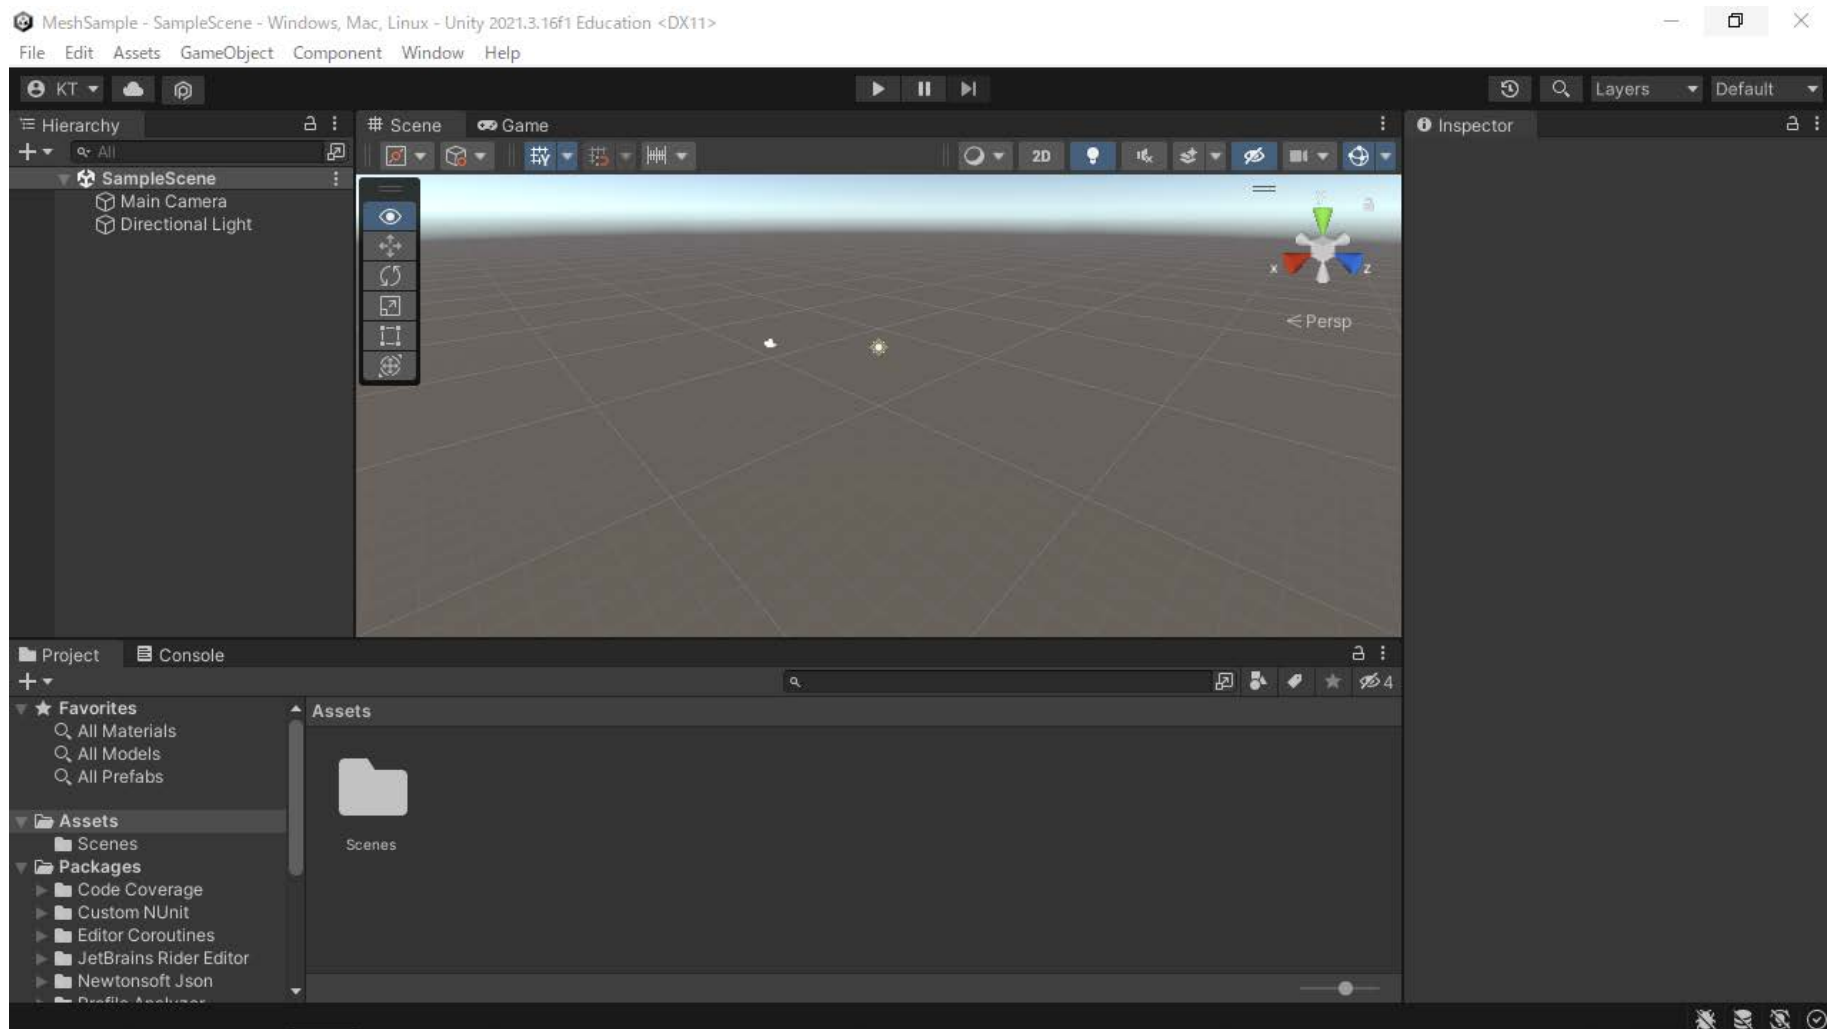 MeshSample - SampleScene - Windows, Mac, Linux - Unity 2021.3.16f1 Education <DX11>
File Edit Assets GameObject Component Window Help
KT Layers Default
Hierarchy
All
SampleScene
Main Camera
Directional Light
Scene Game
2D
x z
Persp
Inspector
Project Console
4
Favorites
All Materials
All Models
All Prefabs
Assets
Scenes
Packages
Code Coverage
Custom NUnit
Editor Coroutines
JetBrains Rider Editor
Newtonsoft Json
Profile Analyzer
Assets
Scenes